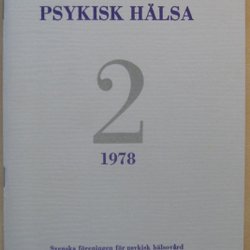 PSYKISK HÄLSA
2
1978
Svenska föreningen för psykisk hälsovård